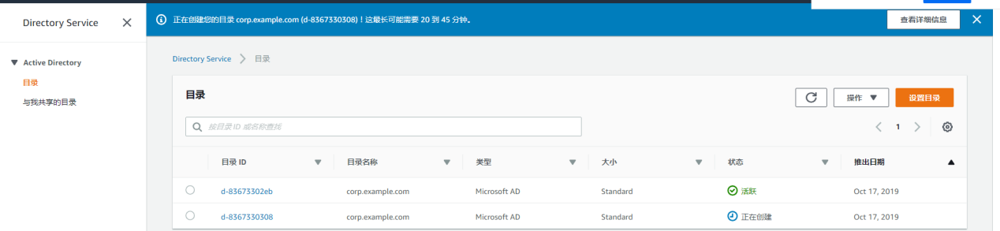 Directory Service
正在创建您的目录 corp.example.com (d-8367330308)！这最长可能需要 20 到 45 分钟。
查看详细信息
Active Directory
目录
与我共享的目录
Directory Service 目录
目录
操作
设置目录
按目录 ID 或名称查找
1
目录 ID 目录名称 类型 大小 状态 推出日期
d-83673302eb corp.example.com Microsoft AD Standard 活跃 Oct 17, 2019
d-8367330308 corp.example.com Microsoft AD Standard 正在创建 Oct 17, 2019